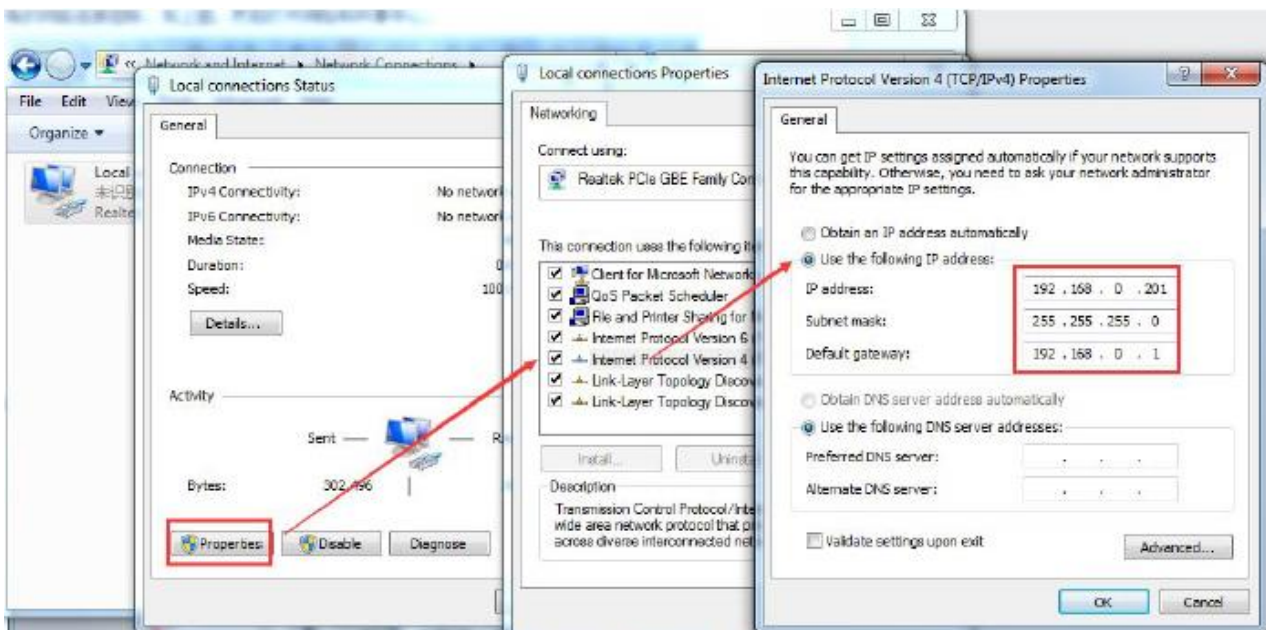 Network and Internet
Network Connections
File Edit View
Organize
Local
未识别
Realte
Local connections Status
General
Connection
IPv4 Connectivity: No network
IPv6 Connectivity: No network
Media State:
Duration: 0
Speed: 100
Details...
Activity
Sent
R
Bytes: 302,496
Properties Disable Diagnose
Local connections Properties
Networking
Connect using:
Realtek PCIe GBE Family Con
This connection uses the following ite
Client for Microsoft Network
QoS Packet Scheduler
File and Printer Sharing for
Internet Protocol Version 6
Internet Protocol Version 4
Link-Layer Topology Discov
Link-Layer Topology Discov
Install... Uninsta
Description
Transmission Control Protocol/Inte
wide area network protocol that p
across diverse interconnected net
Internet Protocol Version 4 (TCP/IPv4) Properties
General
You can get IP settings assigned automatically if your network supports
this capability. Otherwise, you need to ask your network administrator
for the appropriate IP settings.
Obtain an IP address automatically
Use the following IP address:
IP address: 192 . 168 . 0 . 201
Subnet mask: 255 . 255 . 255 . 0
Default gateway: 192 . 168 . 0 . 1
Obtain DNS server address automatically
Use the following DNS server addresses:
Preferred DNS server: . . .
Alternate DNS server: . . .
Validate settings upon exit
Advanced...
OK Cancel